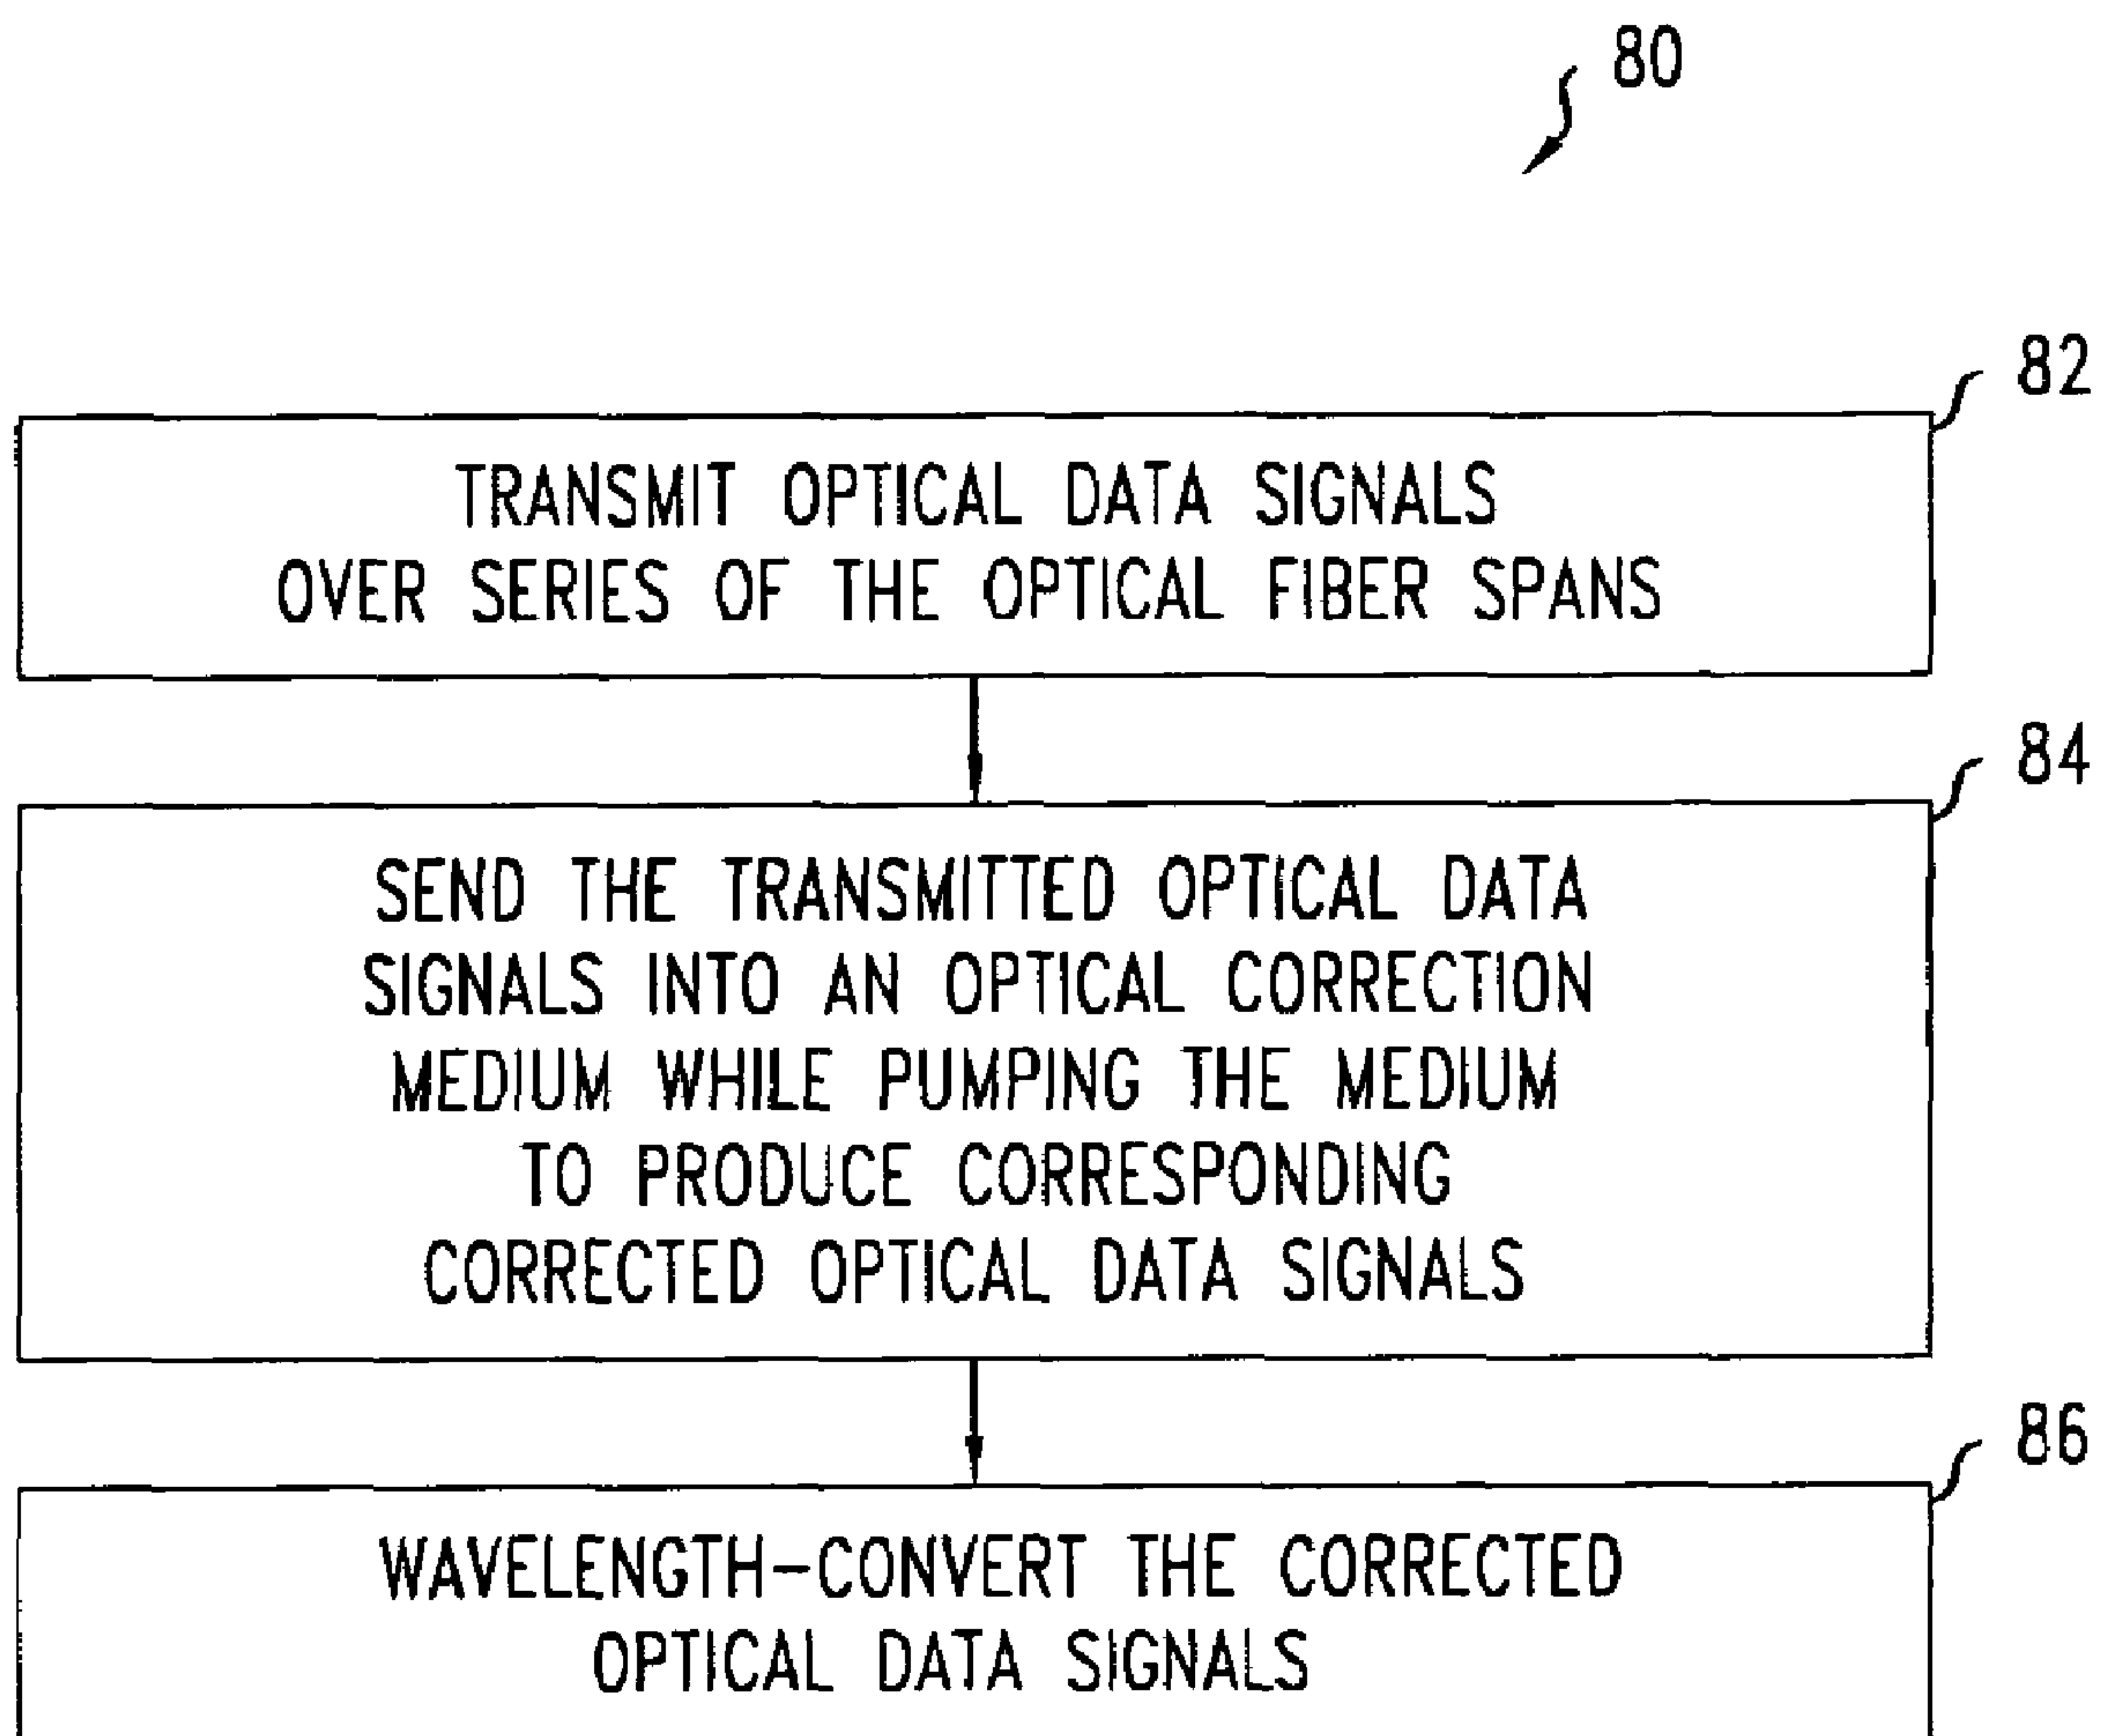 80
82
TRANSMIT OPTICAL DATA SIGNALS
OVER SERIES OF THE OPTICAL FIBER SPANS
84
SEND THE TRANSMITTED OPTICAL DATA
SIGNALS INTO AN OPTICAL CORRECTION
MEDIUM WHILE PUMPING THE MEDIUM
TO PRODUCE CORRESPONDING
CORRECTED OPTICAL DATA SIGNALS
86
WAVELENGTH-CONVERT THE CORRECTED
OPTICAL DATA SIGNALS